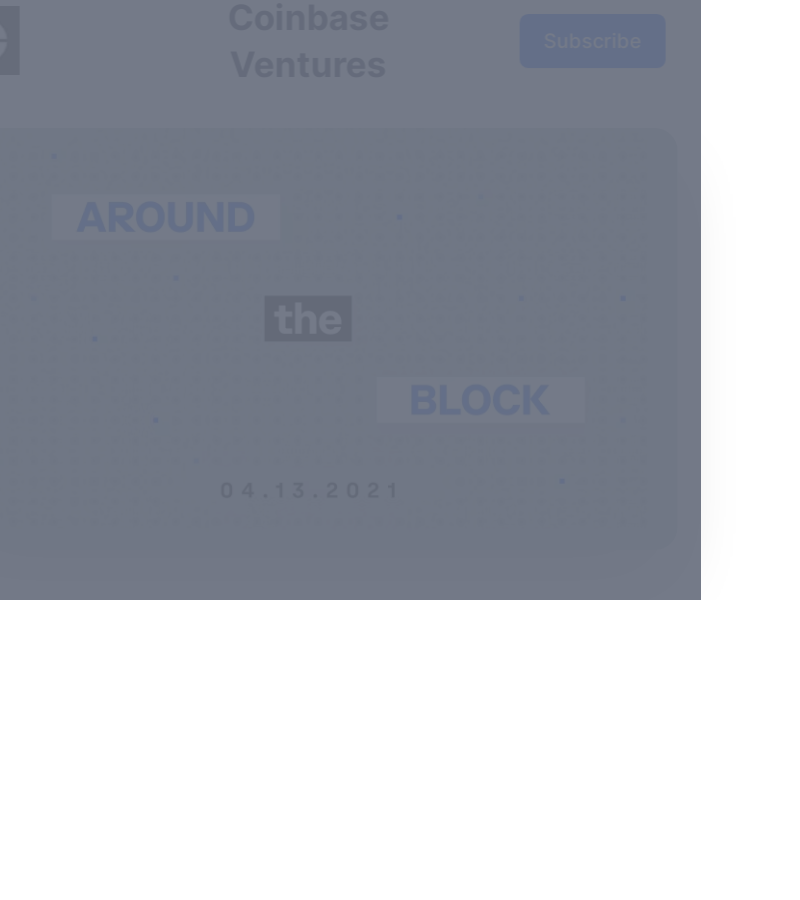 Coinbase
Ventures
Subscribe
AROUND
the
BLOCK
04.13.2021